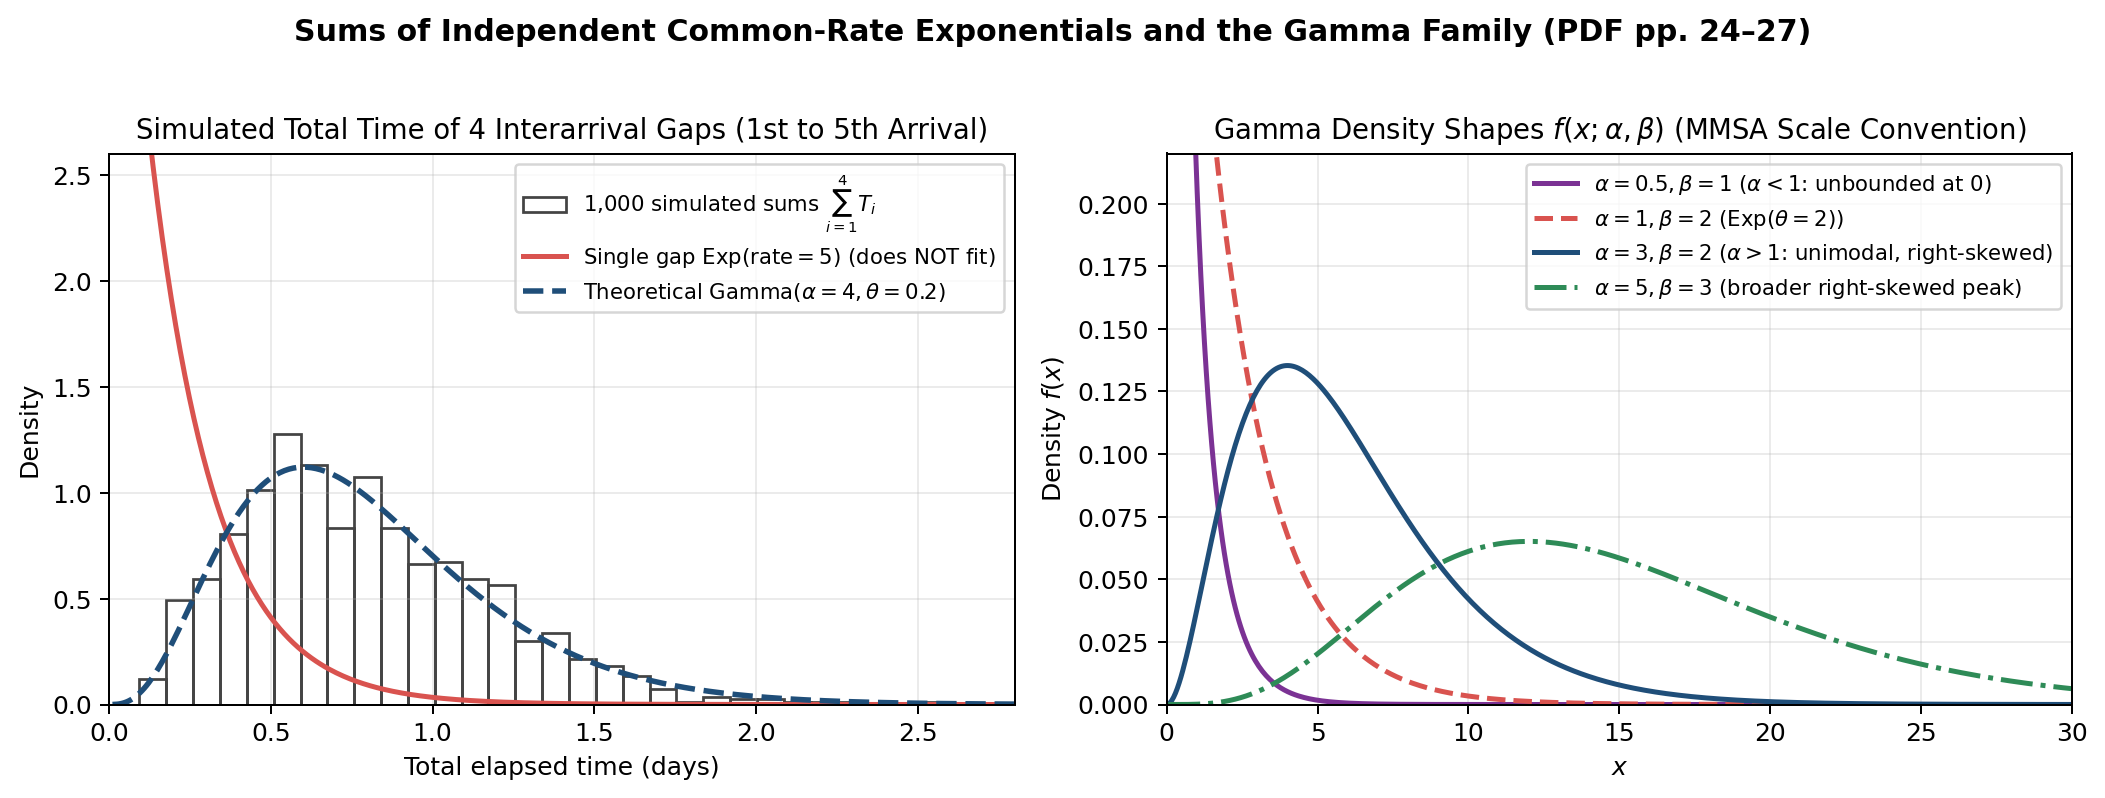 Sums of Independent Common-Rate Exponentials and the Gamma Family (PDF pp. 24–27)
Simulated Total Time of 4 Interarrival Gaps (1st to 5th Arrival)
2.5
2.0
1.5
1.0
0.5
0.0
Density
0.0 0.5 1.0 1.5 2.0 2.5
Total elapsed time (days)
1,000 simulated sums ∑_{i=1}^{4} T_i
Single gap Exp(rate = 5) (does NOT fit)
Theoretical Gamma(α = 4, θ = 0.2)
Gamma Density Shapes f(x; α, β) (MMSA Scale Convention)
0.200
0.175
0.150
0.125
0.100
0.075
0.050
0.025
0.000
Density f(x)
0 5 10 15 20 25 30
x
α = 0.5, β = 1 (α < 1: unbounded at 0)
α = 1, β = 2 (Exp(θ = 2))
α = 3, β = 2 (α > 1: unimodal, right-skewed)
α = 5, β = 3 (broader right-skewed peak)